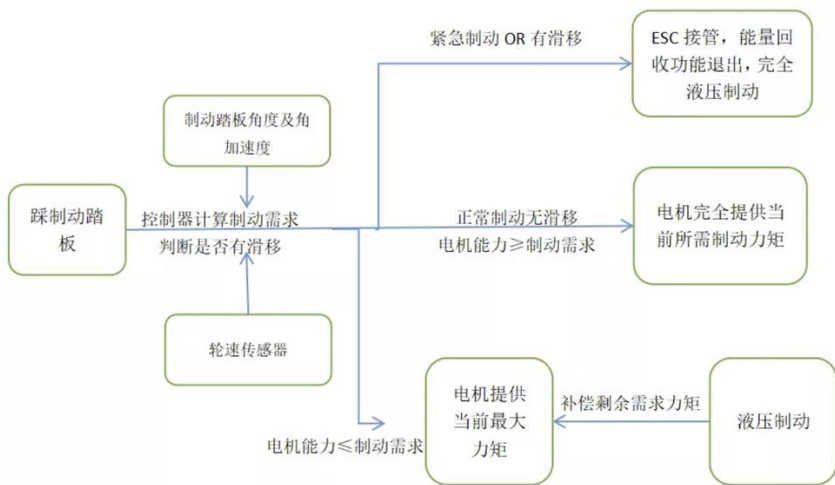 紧急制动 OR 有滑移
ESC 接管，能量回
收功能退出，完全
液压制动
制动踏板角度及角
加速度
踩制动踏
板
控制器计算制动需求
判断是否有滑移
正常制动无滑移
电机能力≥制动需求
电机完全提供当
前所需制动力矩
轮速传感器
电机能力≤制动需求
电机提供
当前最大
力矩
补偿剩余需求力矩
液压制动